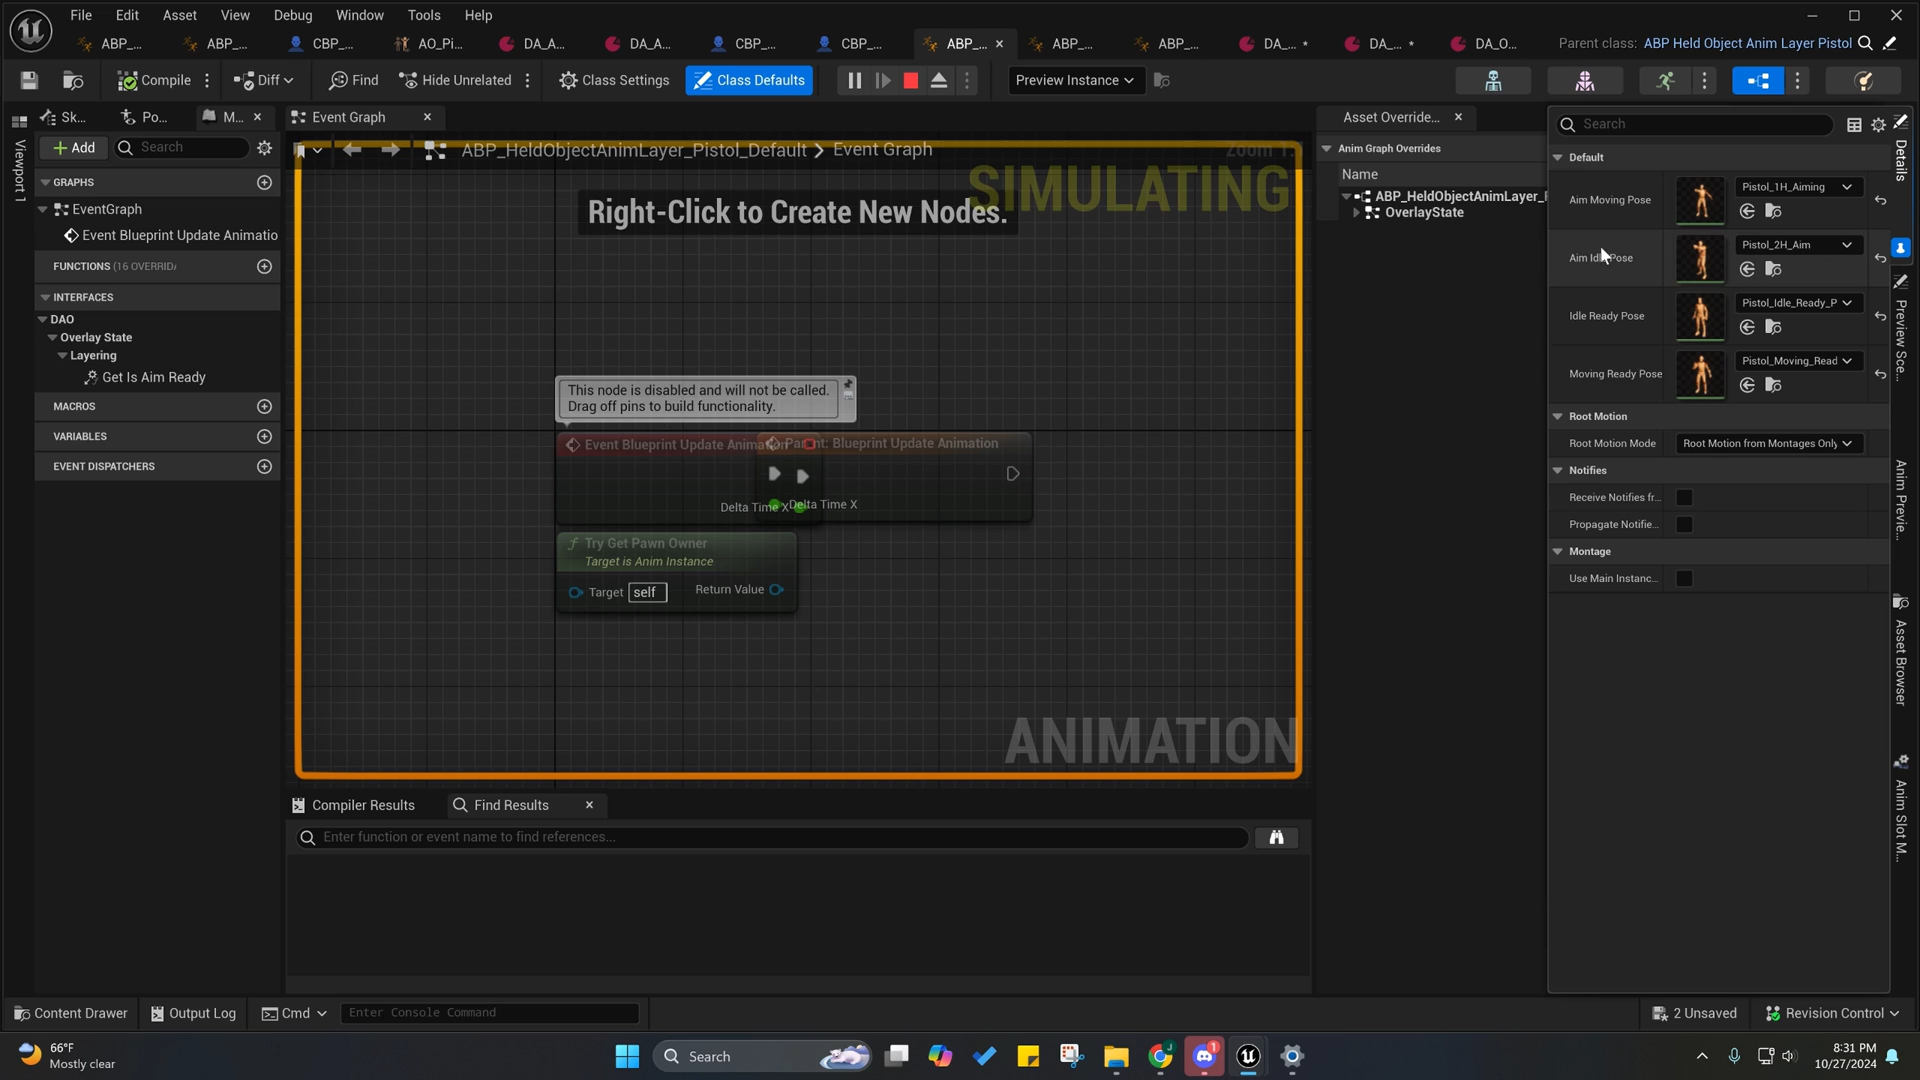 File Edit Asset View Debug Window Tools Help
ABP_... ABP_... CBP_... AO_Pi... DA_A... DA_A... CBP_... CBP_... ABP_... ABP_... ABP_... DA_... • DA_... • DA_O... Parent class: ABP Held Object Anim Layer Pistol
Compile Diff Find Hide Unrelated Class Settings Class Defaults Preview Instance
Sk... Po... M... Event Graph Asset Override... Search
Viewport 1
Add Search
ABP_HeldObjectAnimLayer_Pistol_Default > Event Graph
SIMULATING
Right-Click to Create New Nodes.
GRAPHS
EventGraph
Event Blueprint Update Animatio
FUNCTIONS (16 OVERRID
INTERFACES
DAO
Overlay State
Layering
Get Is Aim Ready
MACROS
VARIABLES
EVENT DISPATCHERS
This node is disabled and will not be called.
Drag off pins to build functionality.
Event Blueprint Update Animation
Parent: Blueprint Update Animation
Delta Time X
Delta Time X
Try Get Pawn Owner
Target is Anim Instance
Target self Return Value
ANIMATION
Anim Graph Overrides
Name
ABP_HeldObjectAnimLayer_
OverlayState
Default
Aim Moving Pose Pistol_1H_Aiming
Aim Idle Pose Pistol_2H_Aim
Idle Ready Pose Pistol_Idle_Ready_P
Moving Ready Pose Pistol_Moving_Read
Root Motion
Root Motion Mode Root Motion from Montages Only
Notifies
Receive Notifies fr...
Propagate Notifie...
Montage
Use Main Instanc...
Details
Preview Sce...
Anim Previe...
Asset Browser
Anim Slot M...
Compiler Results Find Results
Enter function or event name to find references...
Content Drawer Output Log Cmd Enter Console Command 2 Unsaved Revision Control
66°F
Mostly clear
Search
1
8:31 PM
10/27/2024